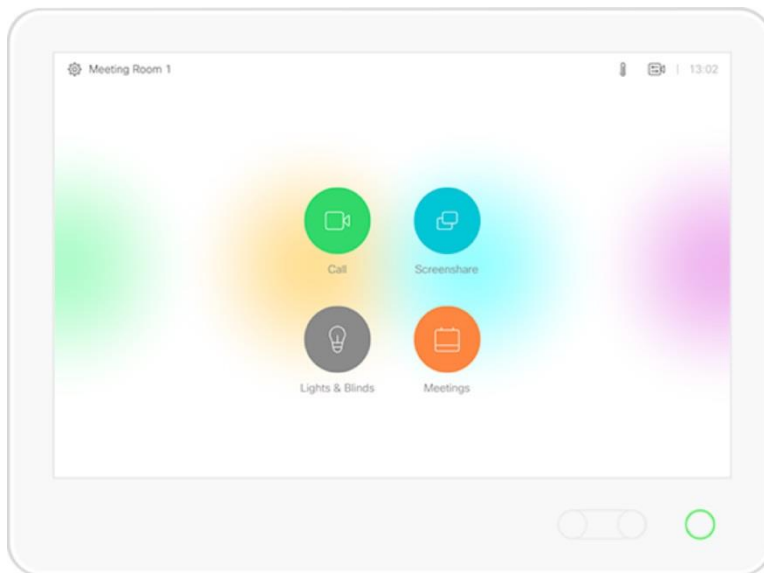 Meeting Room 1
13:02
Call
Screenshare
Lights & Blinds
Meetings